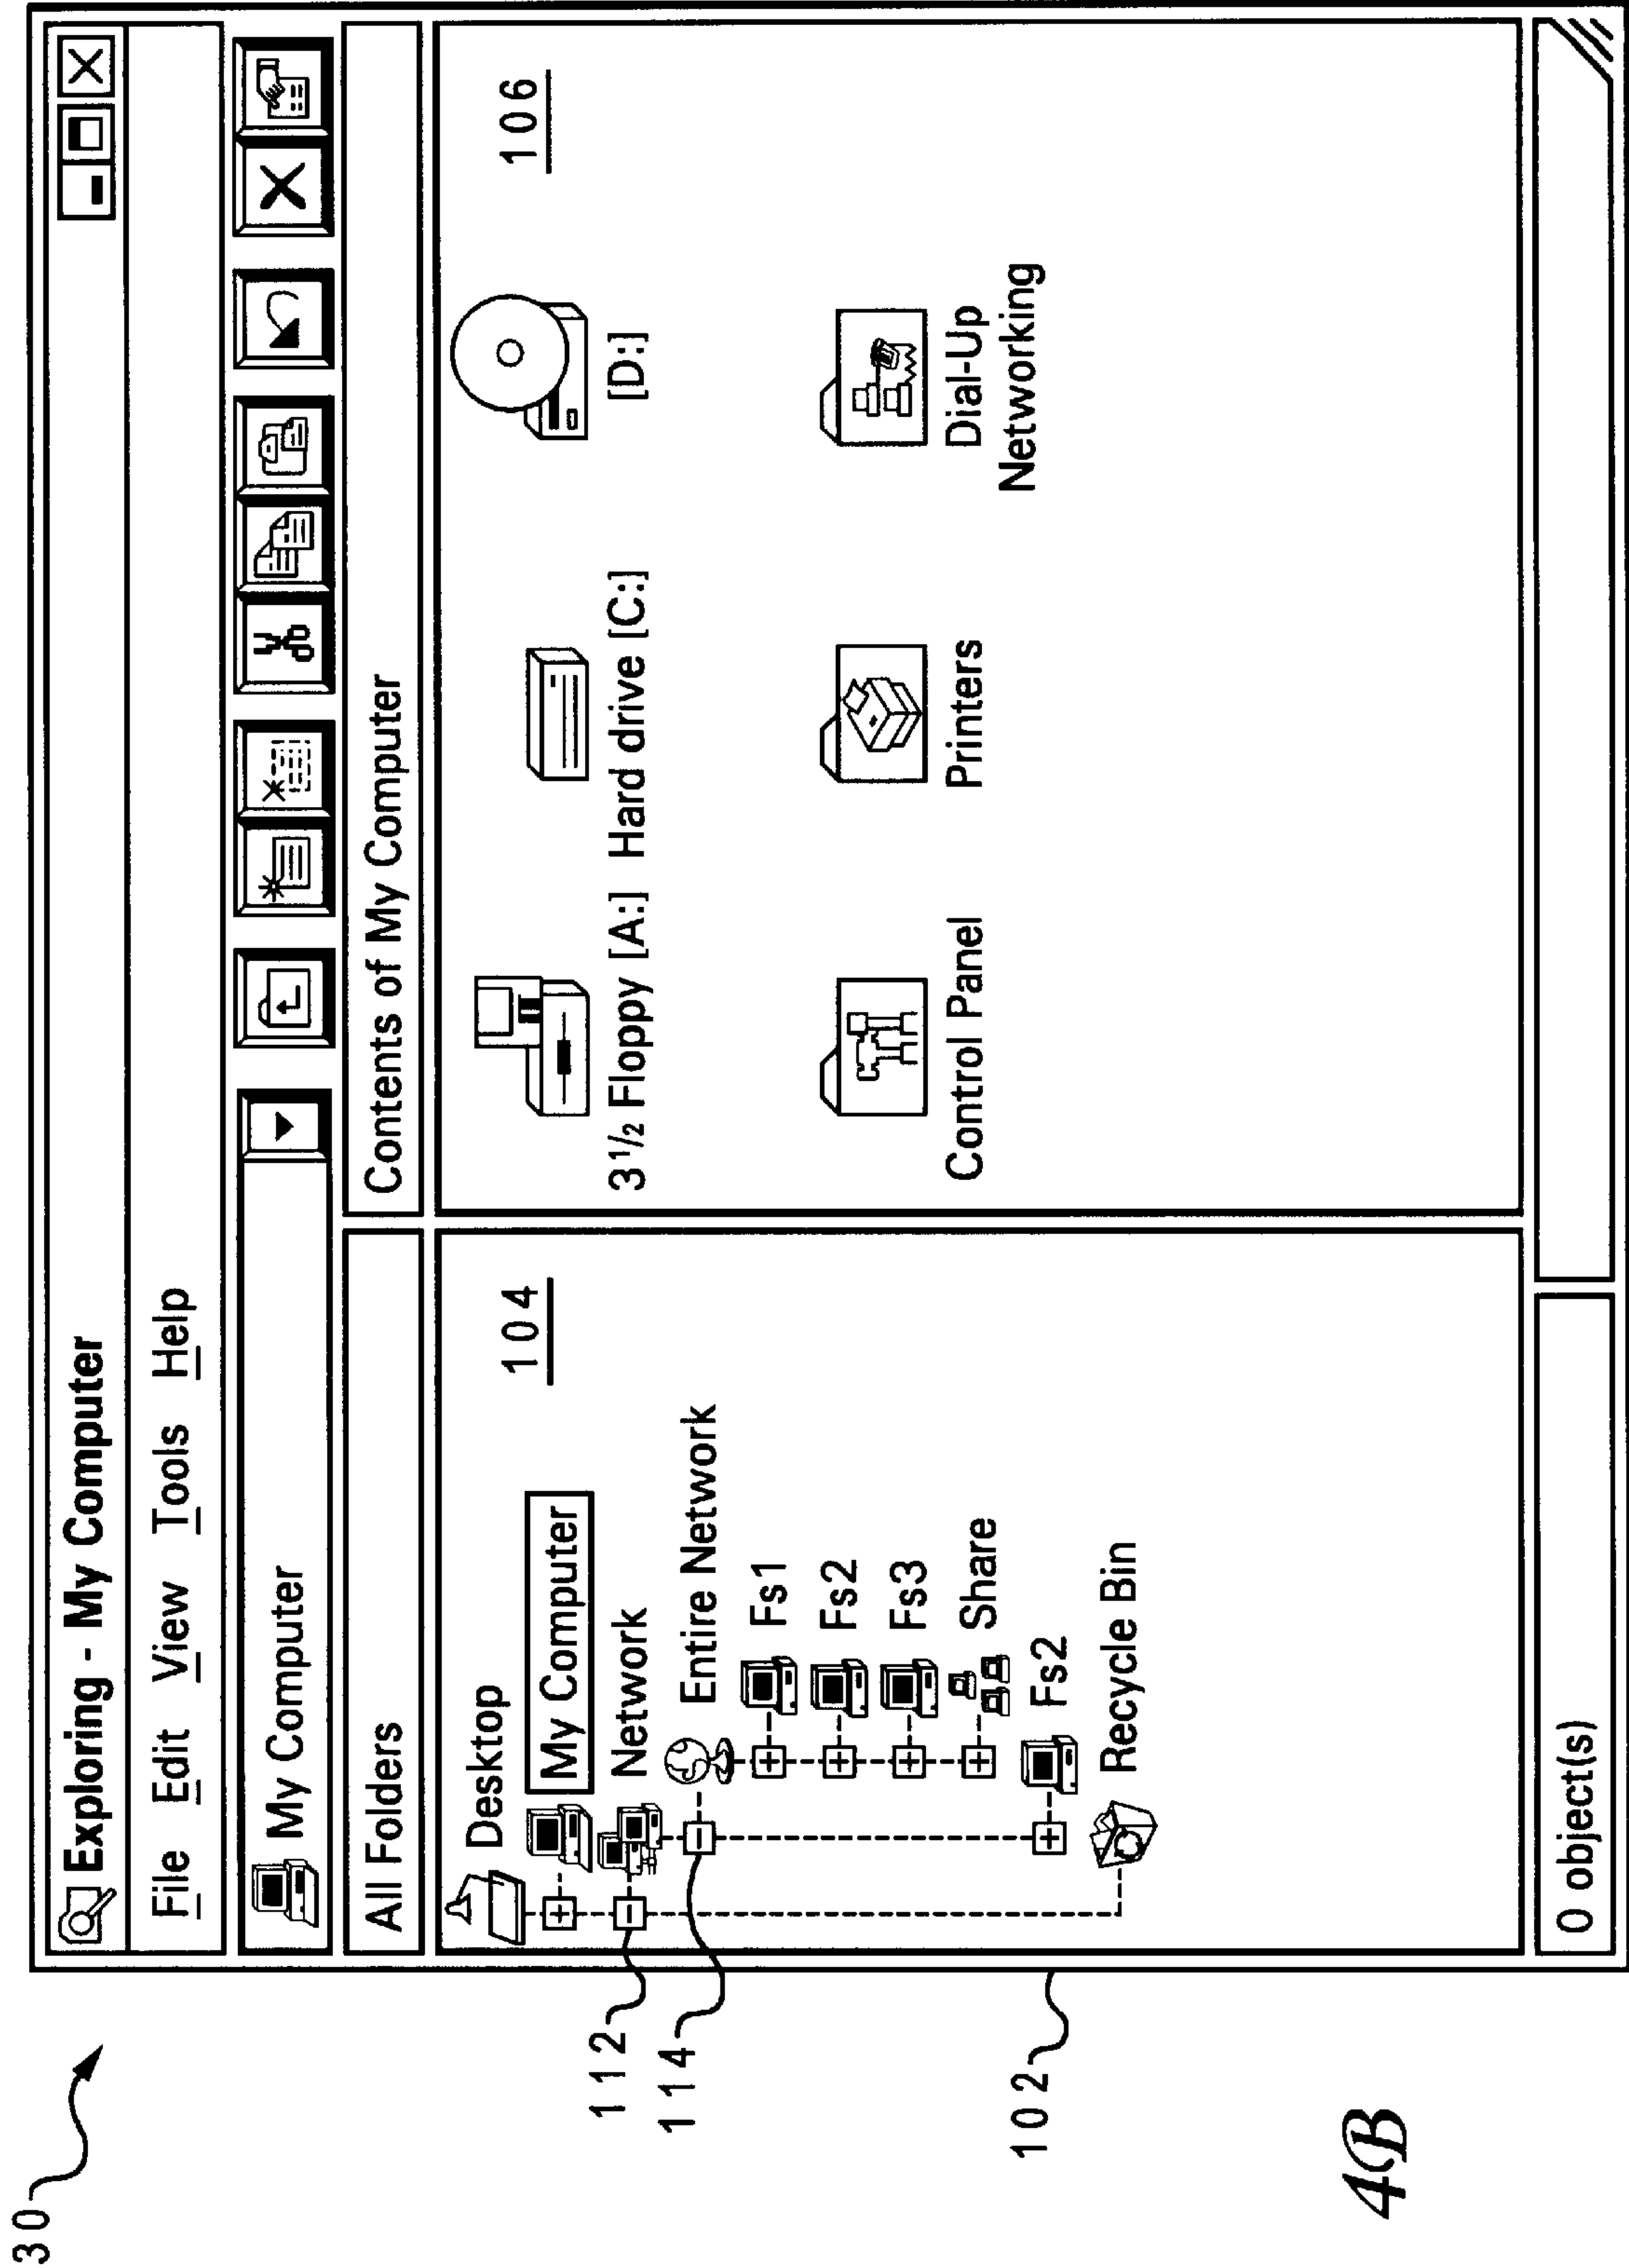 30
Exploring - My Computer
File Edit View Tools Help
My Computer
All Folders
Contents of My Computer
104
106
Desktop
My Computer
Network
Entire Network
Fs1
Fs2
Fs3
Share
Fs2
Recycle Bin
3 1/2 Floppy [A:] Hard drive [C:] [D:]
Control Panel
Printers
Dial-Up
Networking
112
114
102
0 object(s)
4B